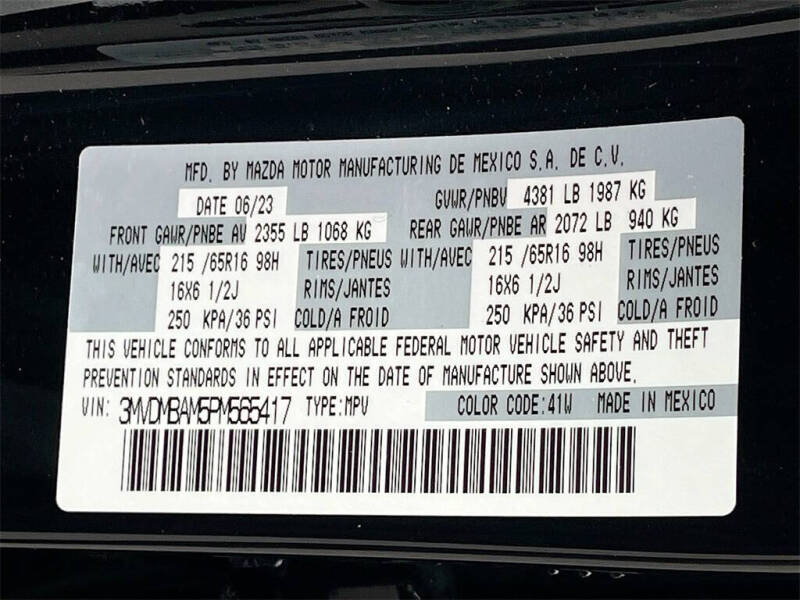 MFD. BY MAZDA MOTOR MANUFACTURING DE MEXICO S.A. DE C.V.
DATE 06/23 GVWR/PNBV 4381 LB 1987 KG
FRONT GAWR/PNBE AV 2355 LB 1068 KG REAR GAWR/PNBE AR 2072 LB 940 KG
WITH/AVEC 215 /65R16 98H TIRES/PNEUS WITH/AVEC 215 /65R16 98H TIRES/PNEUS
16X6 1/2J RIMS/JANTES 16X6 1/2J RIMS/JANTES
250 KPA/36 PSI COLD/A FROID 250 KPA/36 PSI COLD/A FROID
THIS VEHICLE CONFORMS TO ALL APPLICABLE FEDERAL MOTOR VEHICLE SAFETY AND THEFT
PREVENTION STANDARDS IN EFFECT ON THE DATE OF MANUFACTURE SHOWN ABOVE.
VIN: 3MVDMBAM5PM565417 TYPE:MPV COLOR CODE:41W MADE IN MEXICO